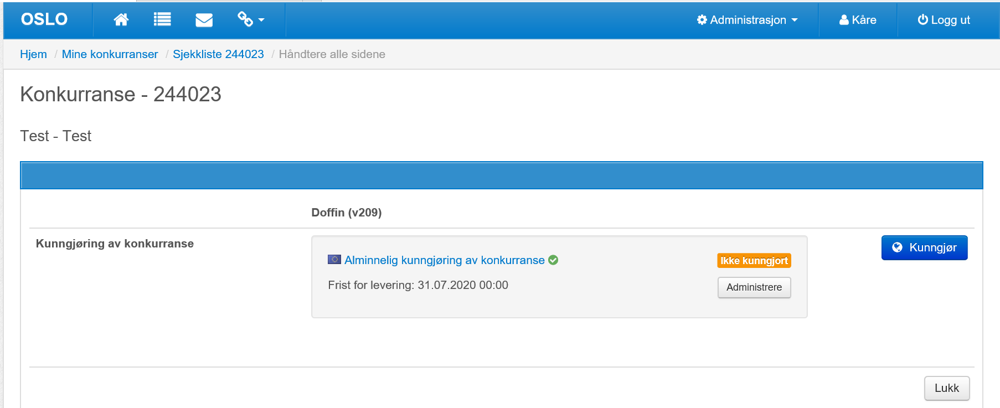 OSLO Administrasjon Kåre Logg ut
Hjem / Mine konkurranser / Sjekkliste 244023 / Håndtere alle sidene
Konkurranse - 244023
Test - Test
Doffin (v209)
Kunngjøring av konkurranse
Alminnelig kunngjøring av konkurranse Ikke kunngjort
Kunngjør
Frist for levering: 31.07.2020 00:00
Administrere
Lukk